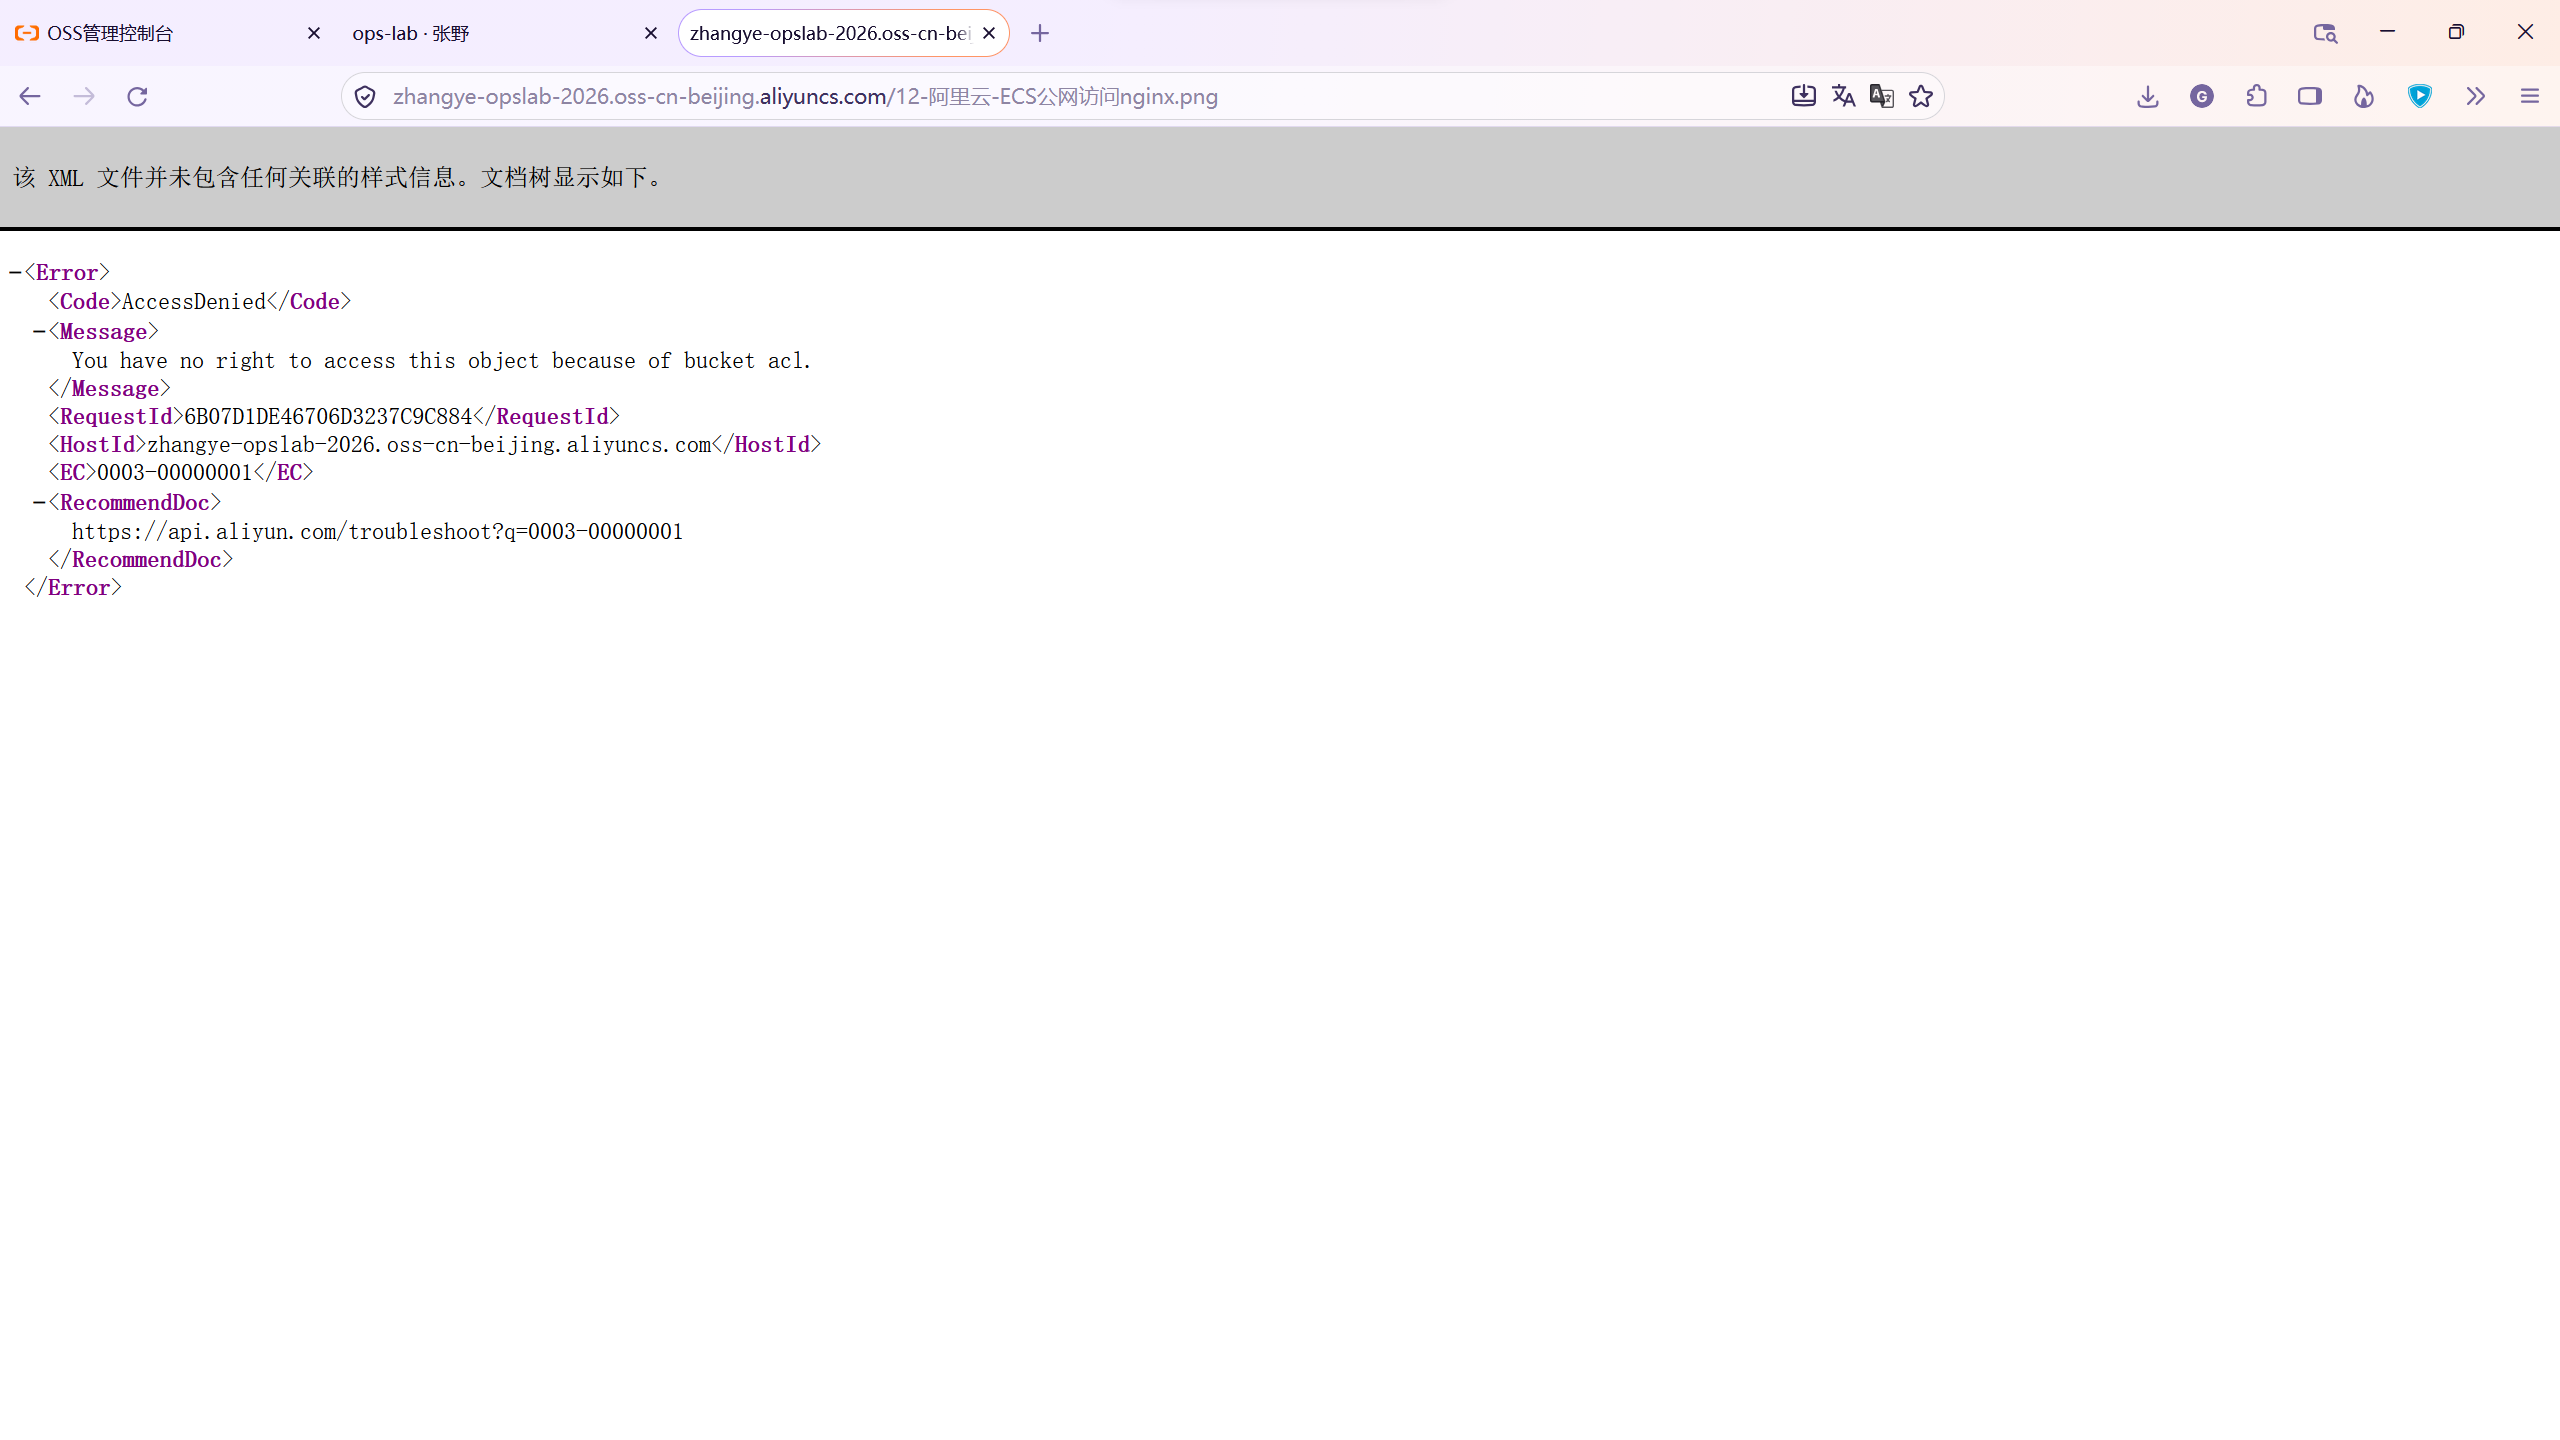 OSS管理控制台
ops-lab · 张野
zhangye-opslab-2026.oss-cn-bei
zhangye-opslab-2026.oss-cn-beijing.aliyuncs.com/12-阿里云-ECS公网访问nginx.png
该 XML 文件并未包含任何关联的样式信息。文档树显示如下。
−<Error>
<Code>AccessDenied</Code>
−<Message>
You have no right to access this object because of bucket acl.
</Message>
<RequestId>6B07D1DE46706D3237C9C884</RequestId>
<HostId>zhangye-opslab-2026.oss-cn-beijing.aliyuncs.com</HostId>
<EC>0003-00000001</EC>
−<RecommendDoc>
https://api.aliyun.com/troubleshoot?q=0003-00000001
</RecommendDoc>
</Error>